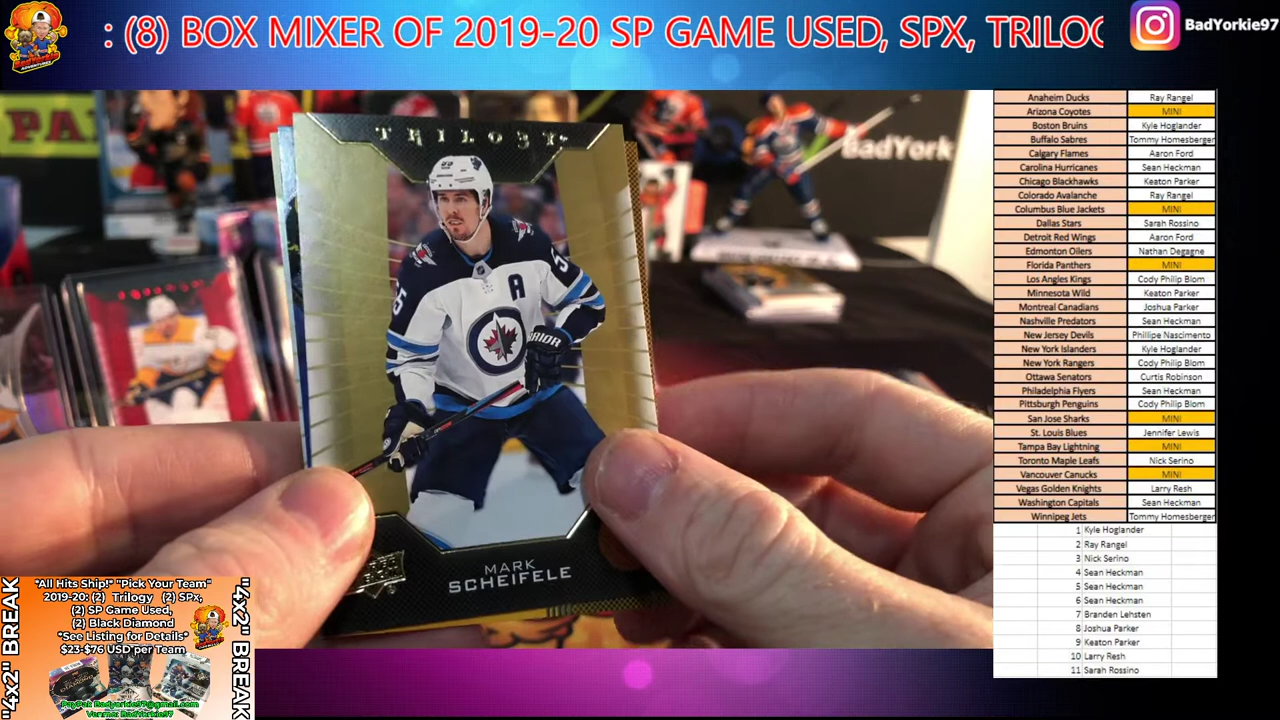 : (8) BOX MIXER OF 2019-20 SP GAME USED, SPX, TRILOG
BadYorkie97
PA
BadYork
TRILOGY
A
MARK
SCHEIFELE
Anaheim Ducks Ray Rangel
Arizona Coyotes MINI
Boston Bruins Kyle Hoglander
Buffalo Sabres Tommy Homesberger
Calgary Flames Aaron Ford
Carolina Hurricanes Sean Heckman
Chicago Blackhawks Keaton Parker
Colorado Avalanche Ray Rangel
Columbus Blue Jackets MINI
Dallas Stars Sarah Rossino
Detroit Red Wings Aaron Ford
Edmonton Oilers Nathan Degagne
Florida Panthers MINI
Los Angeles Kings Cody Philip Blom
Minnesota Wild Keaton Parker
Montreal Canadians Joshua Parker
Nashville Predators Sean Heckman
New Jersey Devils Phillipe Nascimento
New York Islanders Kyle Hoglander
New York Rangers Cody Philip Blom
Ottawa Senators Curtis Robinson
Philadelphia Flyers Sean Heckman
Pittsburgh Penguins Cody Philip Blom
San Jose Sharks MINI
St. Louis Blues Jennifer Lewis
Tampa Bay Lightning MINI
Toronto Maple Leafs Nick Serino
Vancouver Canucks MINI
Vegas Golden Knights Larry Resh
Washington Capitals Sean Heckman
Winnipeg Jets Tommy Homesberger
1 Kyle Hoglander
2 Ray Rangel
3 Nick Serino
4 Sean Heckman
5 Sean Heckman
6 Sean Heckman
7 Branden Lehsten
8 Joshua Parker
9 Keaton Parker
10 Larry Resh
11 Sarah Rossino
"4x2" BREAK
"All Hits Ship!" "Pick Your Team"
2019-20: (2) Trilogy (2) SPx,
(2) SP Game Used,
(2) Black Diamond
"See Listing for Details"
$23-$76 USD per Team
PayPal: Badyorkie97@gmail.com
Venmo: BadYorkie97
"4x2" BREAK